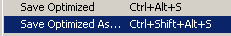 Save Optimized Ctrl+Alt+S
Save Optimized As... Ctrl+Shift+Alt+S